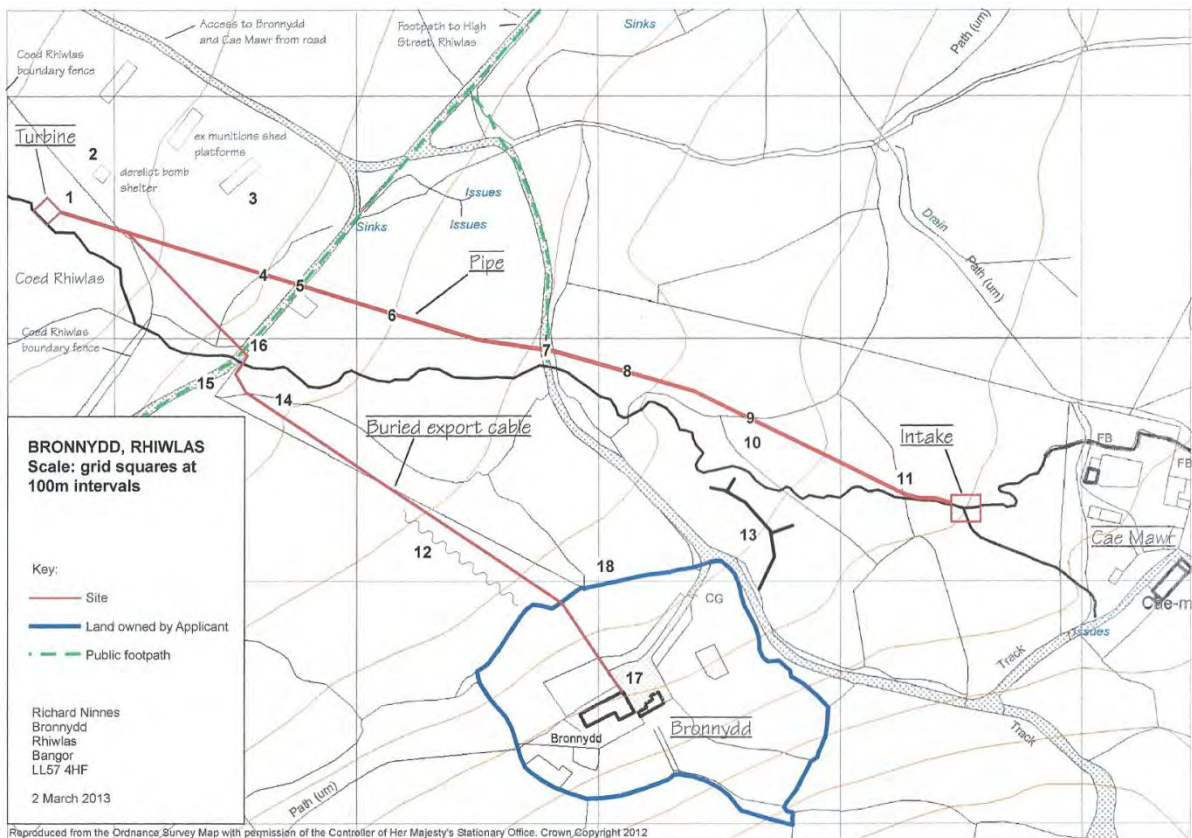 Access to Bronnydd
and Cae Mawr from road
Footpath to High
Street, Rhiwlas
Sinks
Path (um)
Coed Rhiwlas
boundary fence
Turbine
2
ex munitions shed
platforms
derelict bomb
shelter
3
1
Issues
Issues
Sinks
Drain
Path (um)
Coed Rhiwlas
4
5
Pipe
6
Coed Rhiwlas
boundary fence
16
7
8
15
14
9
10
Buried export cable
Intake
11
FB
FB
BRONNYDD, RHIWLAS
Scale: grid squares at
100m intervals
12
13
Cae Mawr
18
CG
Cae-m
Issues
Key:
Site
Land owned by Applicant
Public footpath
Track
17
Bronnydd
Bronnydd
Track
Path (um)
Richard Ninnes
Bronnydd
Rhiwlas
Bangor
LL57 4HF
2 March 2013
Reproduced from the Ordnance Survey Map with permission of the Controller of Her Majesty's Stationary Office. Crown Copyright 2012